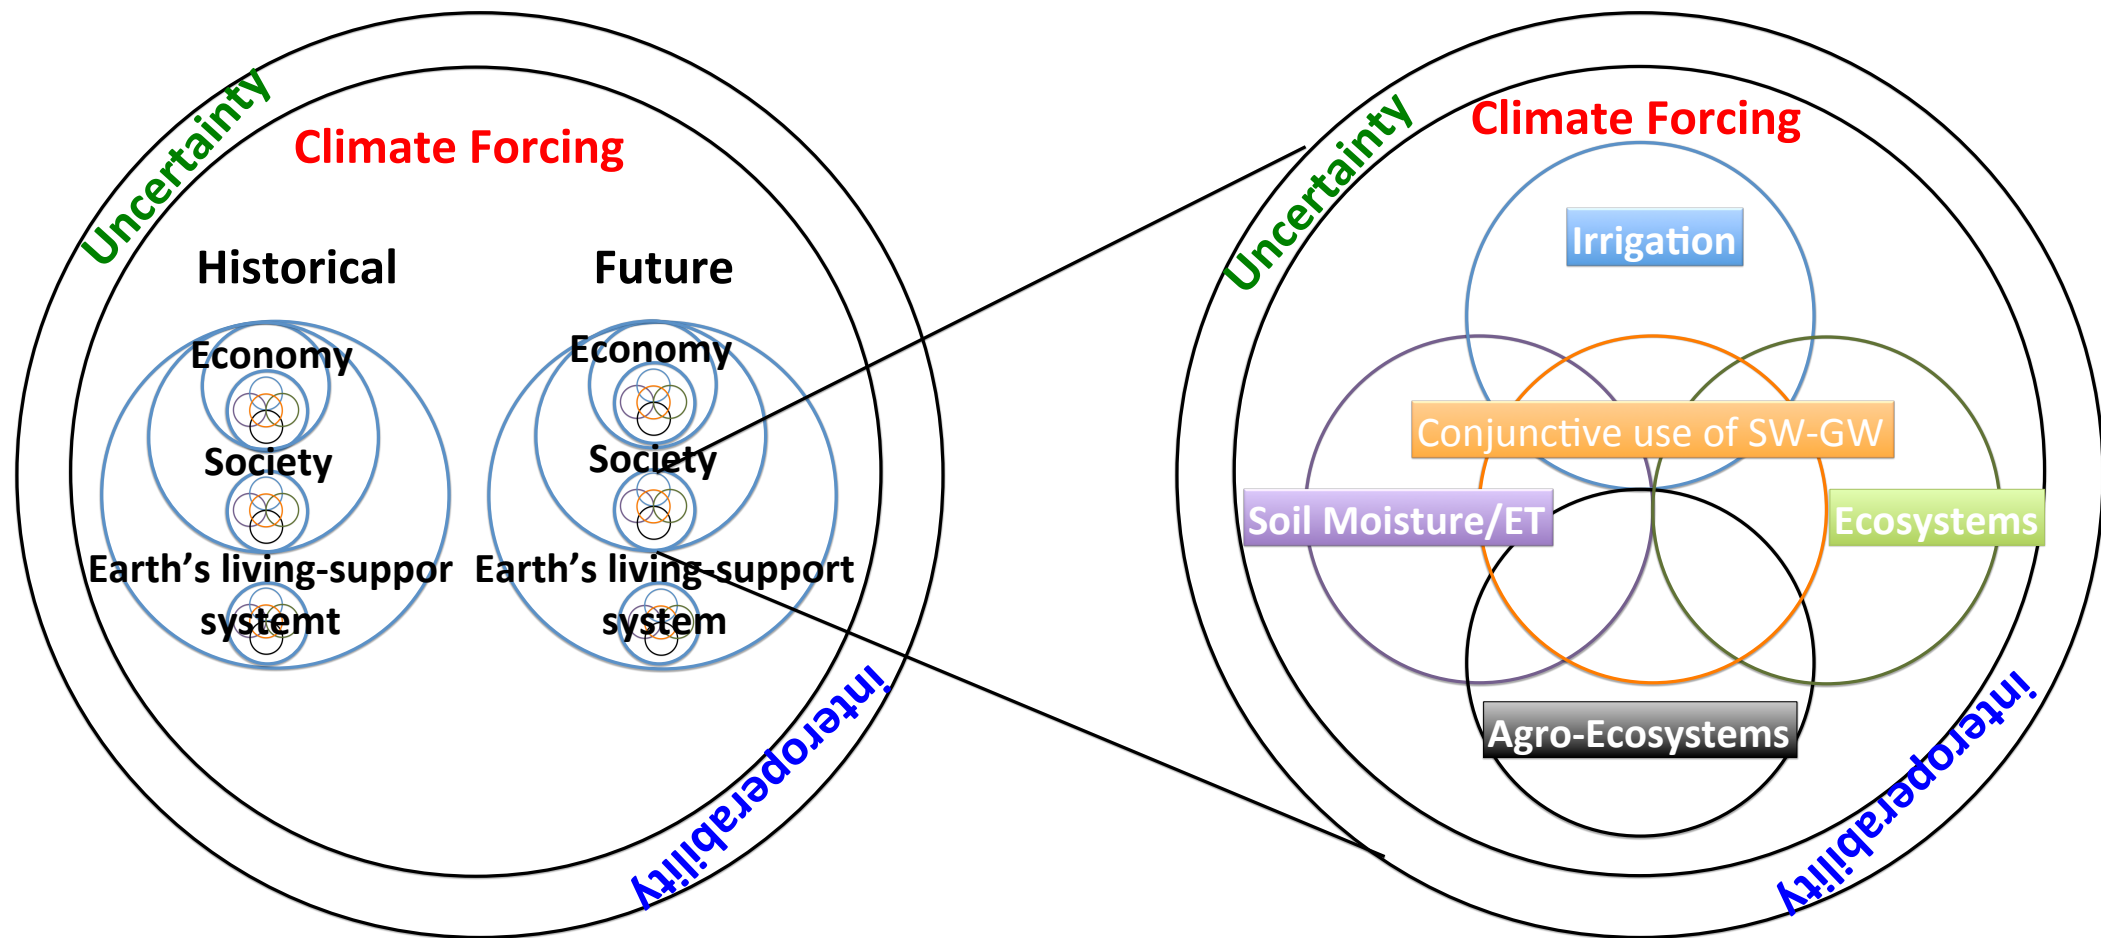 Uncertainty
Climate Forcing
Historical
Economy
Society
Earth's living-suppor
systemt
Future
Economy
Society
Earth's living-support
system
interoperability
Uncertainty
Climate Forcing
Irrigation
Conjunctive use of SW-GW
Soil Moisture/ET
Ecosystems
Agro-Ecosystems
interoperability